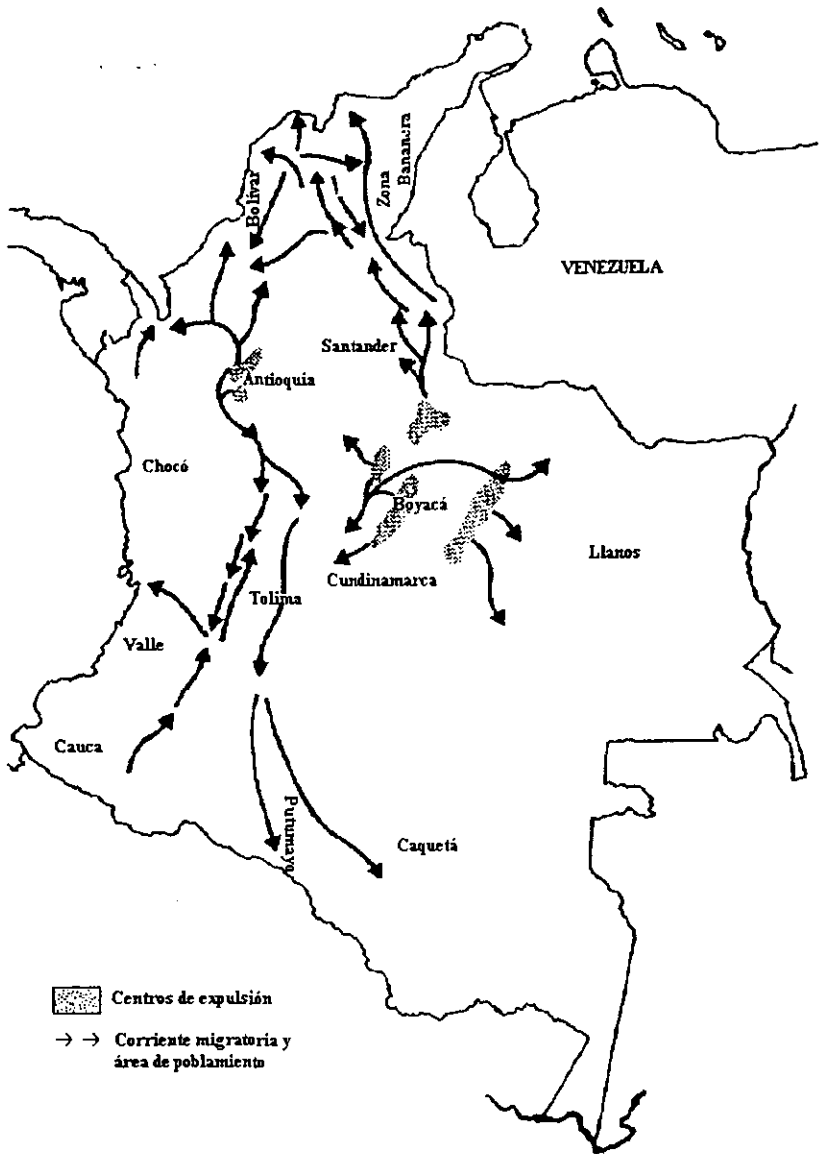 Bolívar
Zona
Bananera
VENEZUELA
Santander
Antioquia
Chocó
Boyacá
Llanos
Cundinamarca
Tolima
Valle
Cauca
Putumayo
Caquetá
Centros de expulsión
Corriente migratoria y
área de poblamiento